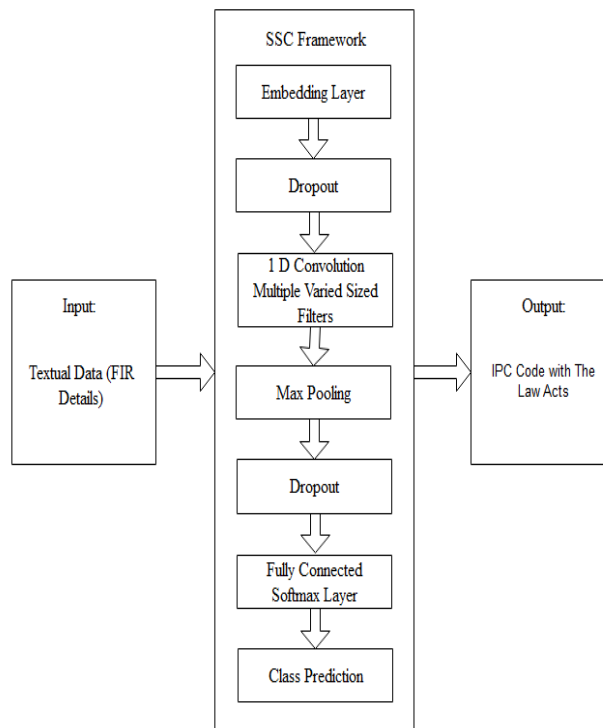 SSC Framework
Embedding Layer
Dropout
1 D Convolution
Multiple Varied Sized
Filters
Max Pooling
Dropout
Fully Connected
Softmax Layer
Class Prediction
Input:
Textual Data (FIR
Details)
Output:
IPC Code with The
Law Acts